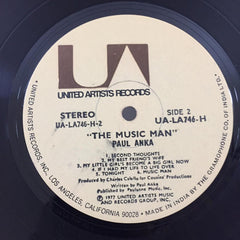 UA
UNITED ARTISTS RECORDS
STEREO
UA-LA746-H-2
SIDE 2
UA-LA746-H
"THE MUSIC MAN"
PAUL ANKA
1 SECOND THOUGHTS
2 MY BEST FRIEND'S WIFE
3 MY LITTLE GIRL'S BECOME A BIG GIRL NOW
4 IF I HAD MY LIFE TO LIVE OVER
5 TONIGHT 6 MUSIC MAN
Produced by Charles Calello for Cousins' Productions
Written by Paul Anka
Published by Paulanne Music, Inc.
℗ 1977 UNITED ARTISTS MUSIC
AND RECORDS GROUP, INC.
UNITED ARTISTS RECORDS INC., LOS ANGELES, CALIFORNIA 90028 • MADE IN INDIA BY THE GRAMOPHONE CO. OF INDIA